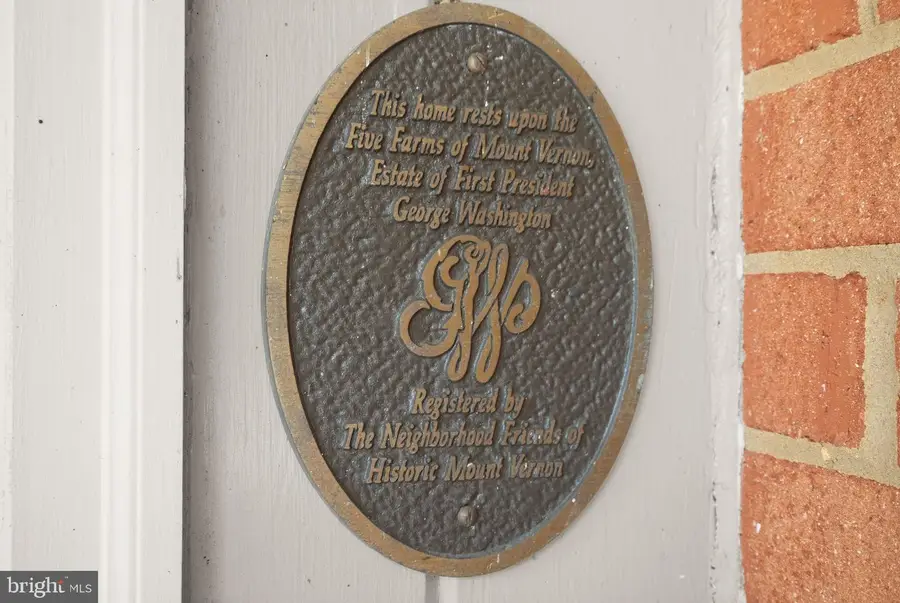 This home rests upon the
Five Farms of Mount Vernon,
Estate of First President
George Washington
Registered by
The Neighborhood Friends of
Historic Mount Vernon
bright MLS